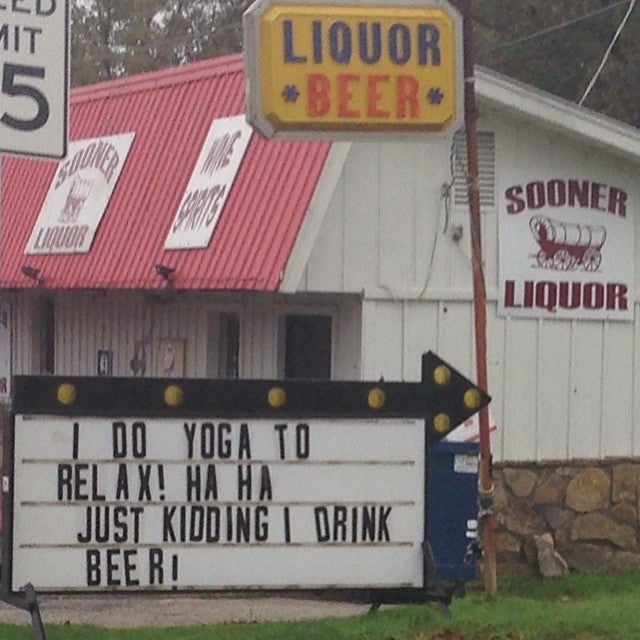 MIT
5
LIQUOR
* BEER *
SOONER
LIQUOR
WINE
SPIRITS
SOONER
LIQUOR
I DO YOGA TO
RELAX! HA HA
JUST KIDDING I DRINK
BEER!